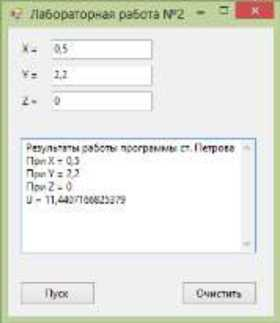 Лабораторная работа №2
X = 0,5
Y = 2,2
Z = 0
Результаты работы программы ст. Петрова
При X = 0,5
При Y = 2,2
При Z = 0
U = 11,4407166825379
Пуск Очистить